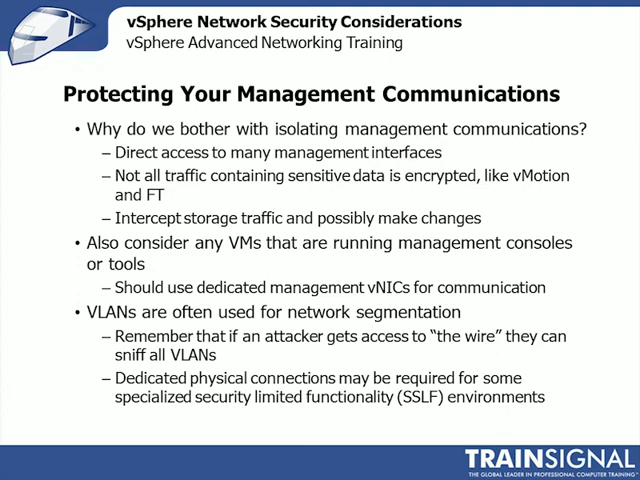 vSphere Network Security Considerations
vSphere Advanced Networking Training
Protecting Your Management Communications
• Why do we bother with isolating management communications?
– Direct access to many management interfaces
– Not all traffic containing sensitive data is encrypted, like vMotion
and FT
– Intercept storage traffic and possibly make changes
• Also consider any VMs that are running management consoles
or tools
– Should use dedicated management vNICs for communication
• VLANs are often used for network segmentation
– Remember that if an attacker gets access to “the wire” they can
sniff all VLANs
– Dedicated physical connections may be required for some
specialized security limited functionality (SSLF) environments
TRAINSIGNAL
THE GLOBAL LEADER IN PROFESSIONAL COMPUTER TRAINING™